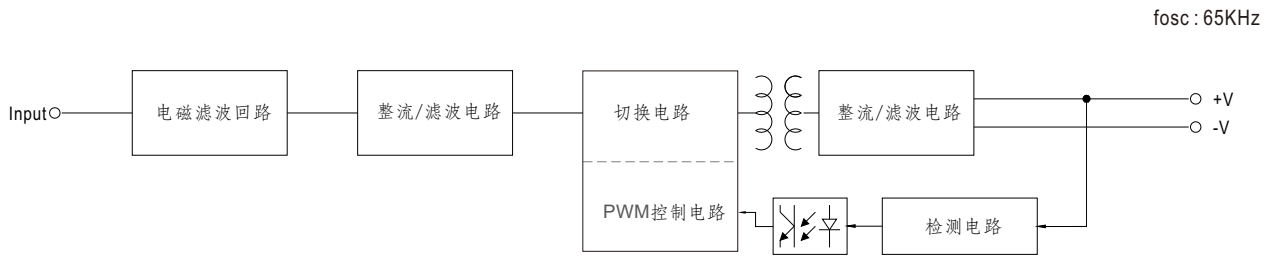 fosc : 65KHz
Input
电磁滤波回路
整流/滤波电路
切换电路
整流/滤波电路
+V
-V
PWM控制电路
检测电路